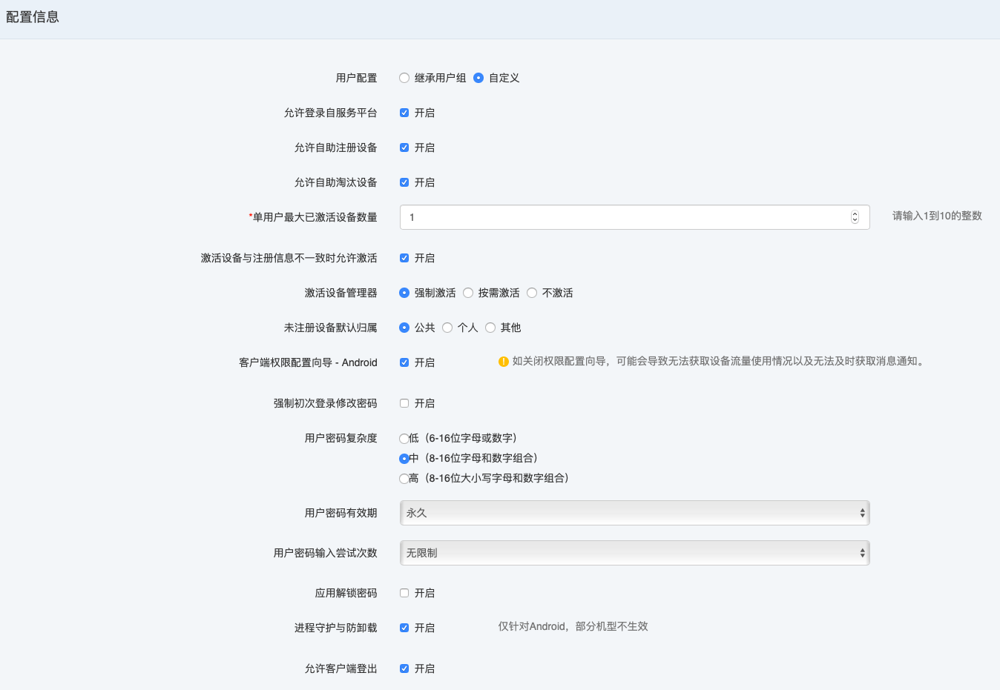 配置信息
用户配置 继承用户组 自定义
允许登录自服务平台 开启
允许自助注册设备 开启
允许自助淘汰设备 开启
*单用户最大已激活设备数量 1 请输入1到10的整数
激活设备与注册信息不一致时允许激活 开启
激活设备管理器 强制激活 按需激活 不激活
未注册设备默认归属 公共 个人 其他
客户端权限配置向导 - Android 开启 如关闭权限配置向导，可能会导致无法获取设备流量使用情况以及无法及时获取消息通知。
强制初次登录修改密码 开启
用户密码复杂度 低（6-16位字母或数字）
中（8-16位字母和数字组合）
高（8-16位大小写字母和数字组合）
用户密码有效期 永久
用户密码输入尝试次数 无限制
应用解锁密码 开启
进程守护与防卸载 开启 仅针对Android，部分机型不生效
允许客户端登出 开启